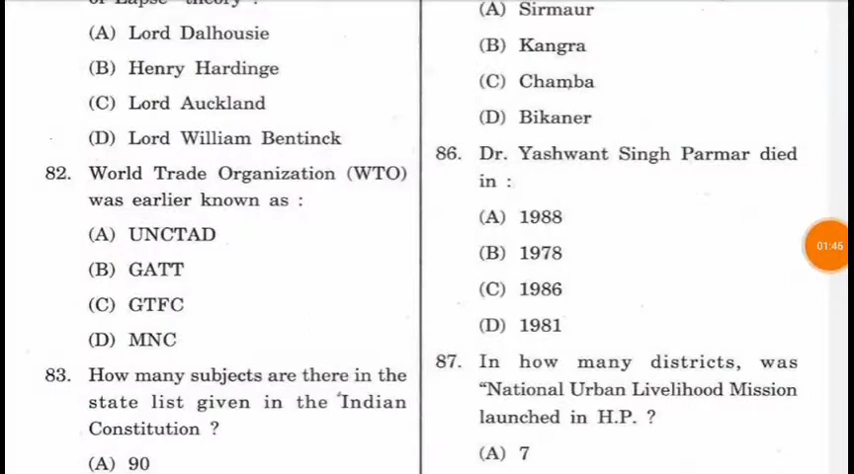 of Lapse' theory ?
(A) Lord Dalhousie
(B) Henry Hardinge
(C) Lord Auckland
(D) Lord William Bentinck
82. World Trade Organization (WTO)
was earlier known as :
(A) UNCTAD
(B) GATT
(C) GTFC
(D) MNC
83. How many subjects are there in the
state list given in the Indian
Constitution ?
(A) 90
(A) Sirmaur
(B) Kangra
(C) Chamba
(D) Bikaner
86. Dr. Yashwant Singh Parmar died
in :
(A) 1988
(B) 1978
(C) 1986
(D) 1981
87. In how many districts, was
“National Urban Livelihood Mission
launched in H.P. ?
(A) 7
01:46